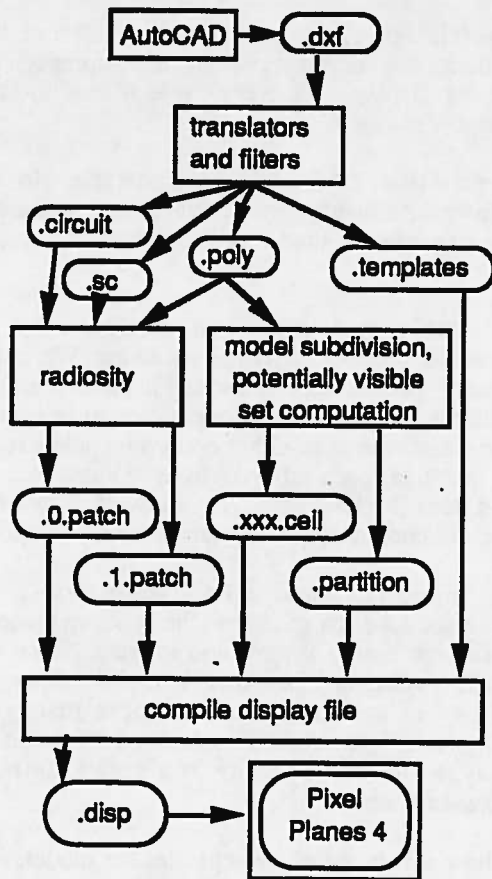 AutoCAD
.dxf
translators
and filters
.circuit
.sc
.poly
.templates
radiosity
model subdivision,
potentially visible
set computation
.0.patch
.xxx.cell
.1.patch
.partition
compile display file
.disp
Pixel
Planes 4